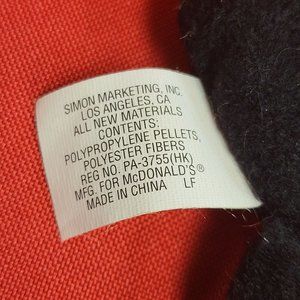 SIMON MARKETING, INC.
LOS ANGELES, CA
ALL NEW MATERIALS
CONTENTS:
POLYPROPYLENE PELLETS,
POLYESTER FIBERS
REG NO. PA-3755(HK)
MFG. FOR McDONALD'S®
MADE IN CHINA LF